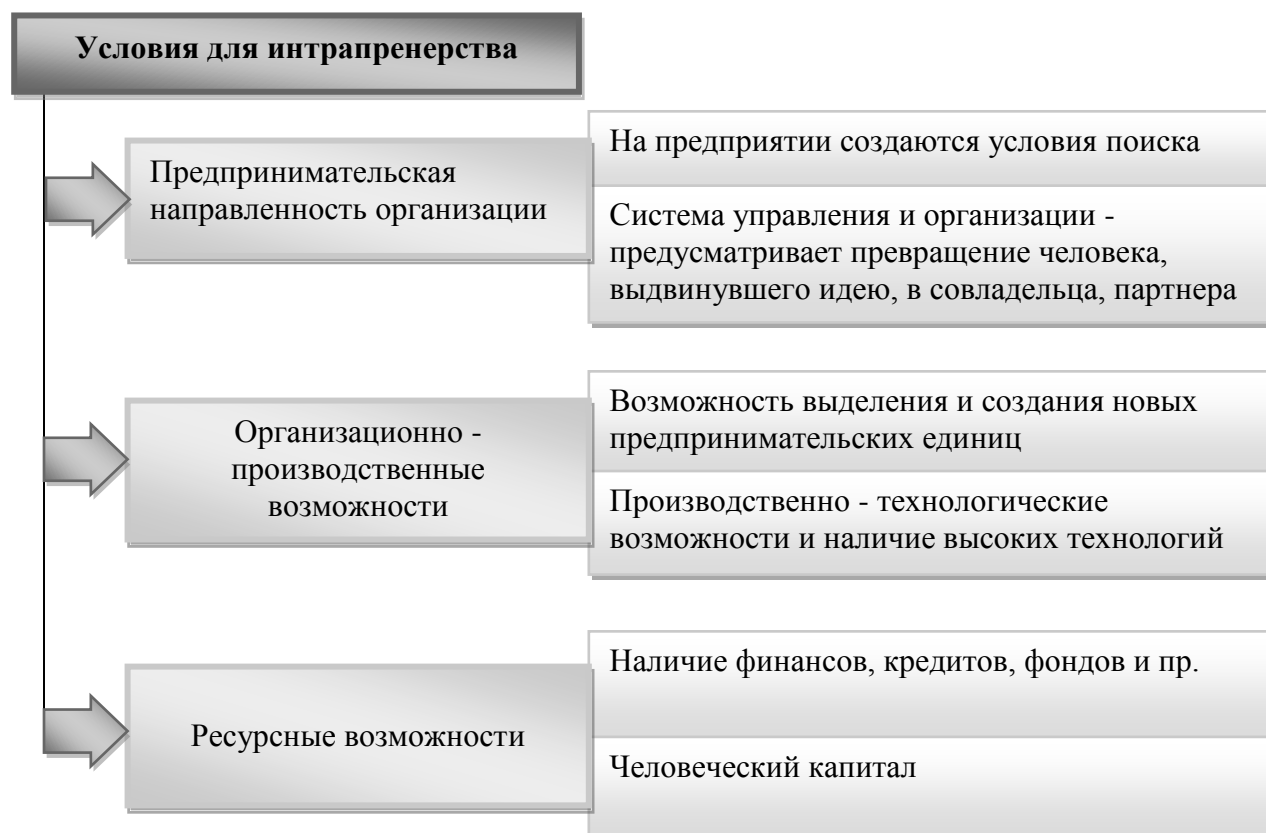 Условия для интрапренерства
Предпринимательская
направленность организации
На предприятии создаются условия поиска
Система управления и организации -
предусматривает превращение человека,
выдвинувшего идею, в совладельца, партнера
Организационно -
производственные
возможности
Возможность выделения и создания новых
предпринимательских единиц
Производственно - технологические
возможности и наличие высоких технологий
Ресурсные возможности
Наличие финансов, кредитов, фондов и пр.
Человеческий капитал